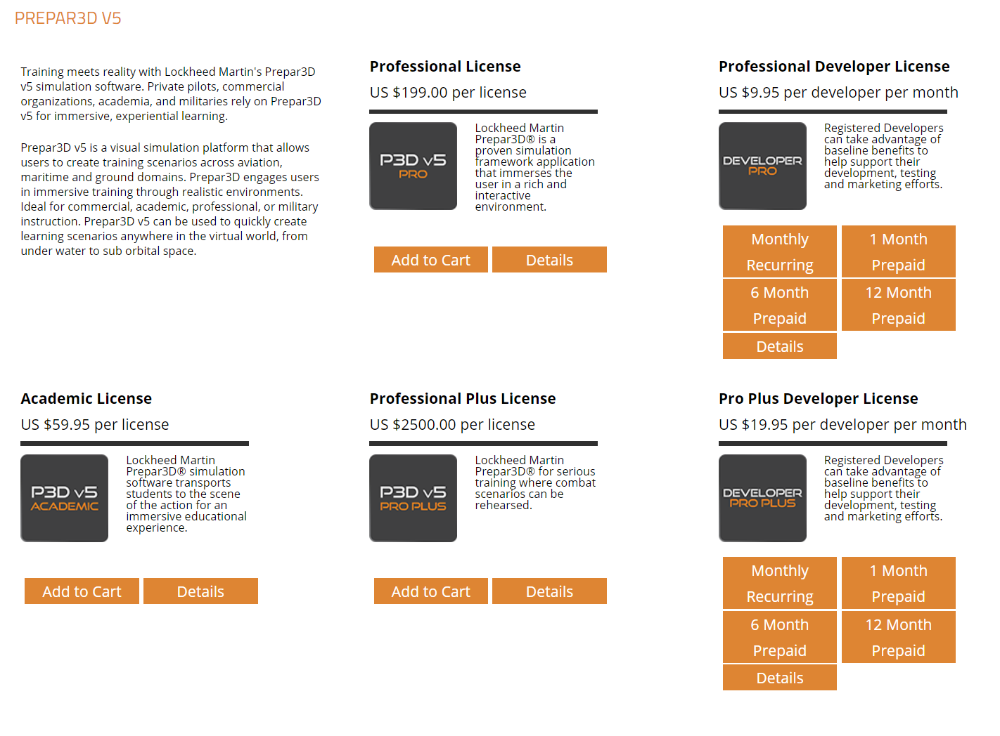 PREPAR3D V5
Training meets reality with Lockheed Martin's Prepar3D
v5 simulation software. Private pilots, commercial
organizations, academia, and militaries rely on Prepar3D
v5 for immersive, experiential learning.
Prepar3D v5 is a visual simulation platform that allows
users to create training scenarios across aviation,
maritime and ground domains. Prepar3D engages users
in immersive training through realistic environments.
Ideal for commercial, academic, professional, or military
instruction. Prepar3D v5 can be used to quickly create
learning scenarios anywhere in the virtual world, from
under water to sub orbital space.
Professional License
US $199.00 per license
P3D v5
PRO
Lockheed Martin
Prepar3D® is a
proven simulation
framework application
that immerses the
user in a rich and
interactive
environment.
Add to Cart
Details
Professional Developer License
US $9.95 per developer per month
DEVELOPER
PRO
Registered Developers
can take advantage of
baseline benefits to
help support their
development, testing
and marketing efforts.
Monthly
Recurring
1 Month
Prepaid
6 Month
Prepaid
12 Month
Prepaid
Details
Academic License
US $59.95 per license
P3D v5
ACADEMIC
Lockheed Martin
Prepar3D® simulation
software transports
students to the scene
of the action for an
immersive educational
experience.
Add to Cart
Details
Professional Plus License
US $2500.00 per license
P3D v5
PRO PLUS
Lockheed Martin
Prepar3D® for serious
training where combat
scenarios can be
rehearsed.
Add to Cart
Details
Pro Plus Developer License
US $19.95 per developer per month
DEVELOPER
PRO PLUS
Registered Developers
can take advantage of
baseline benefits to
help support their
development, testing
and marketing efforts.
Monthly
Recurring
1 Month
Prepaid
6 Month
Prepaid
12 Month
Prepaid
Details